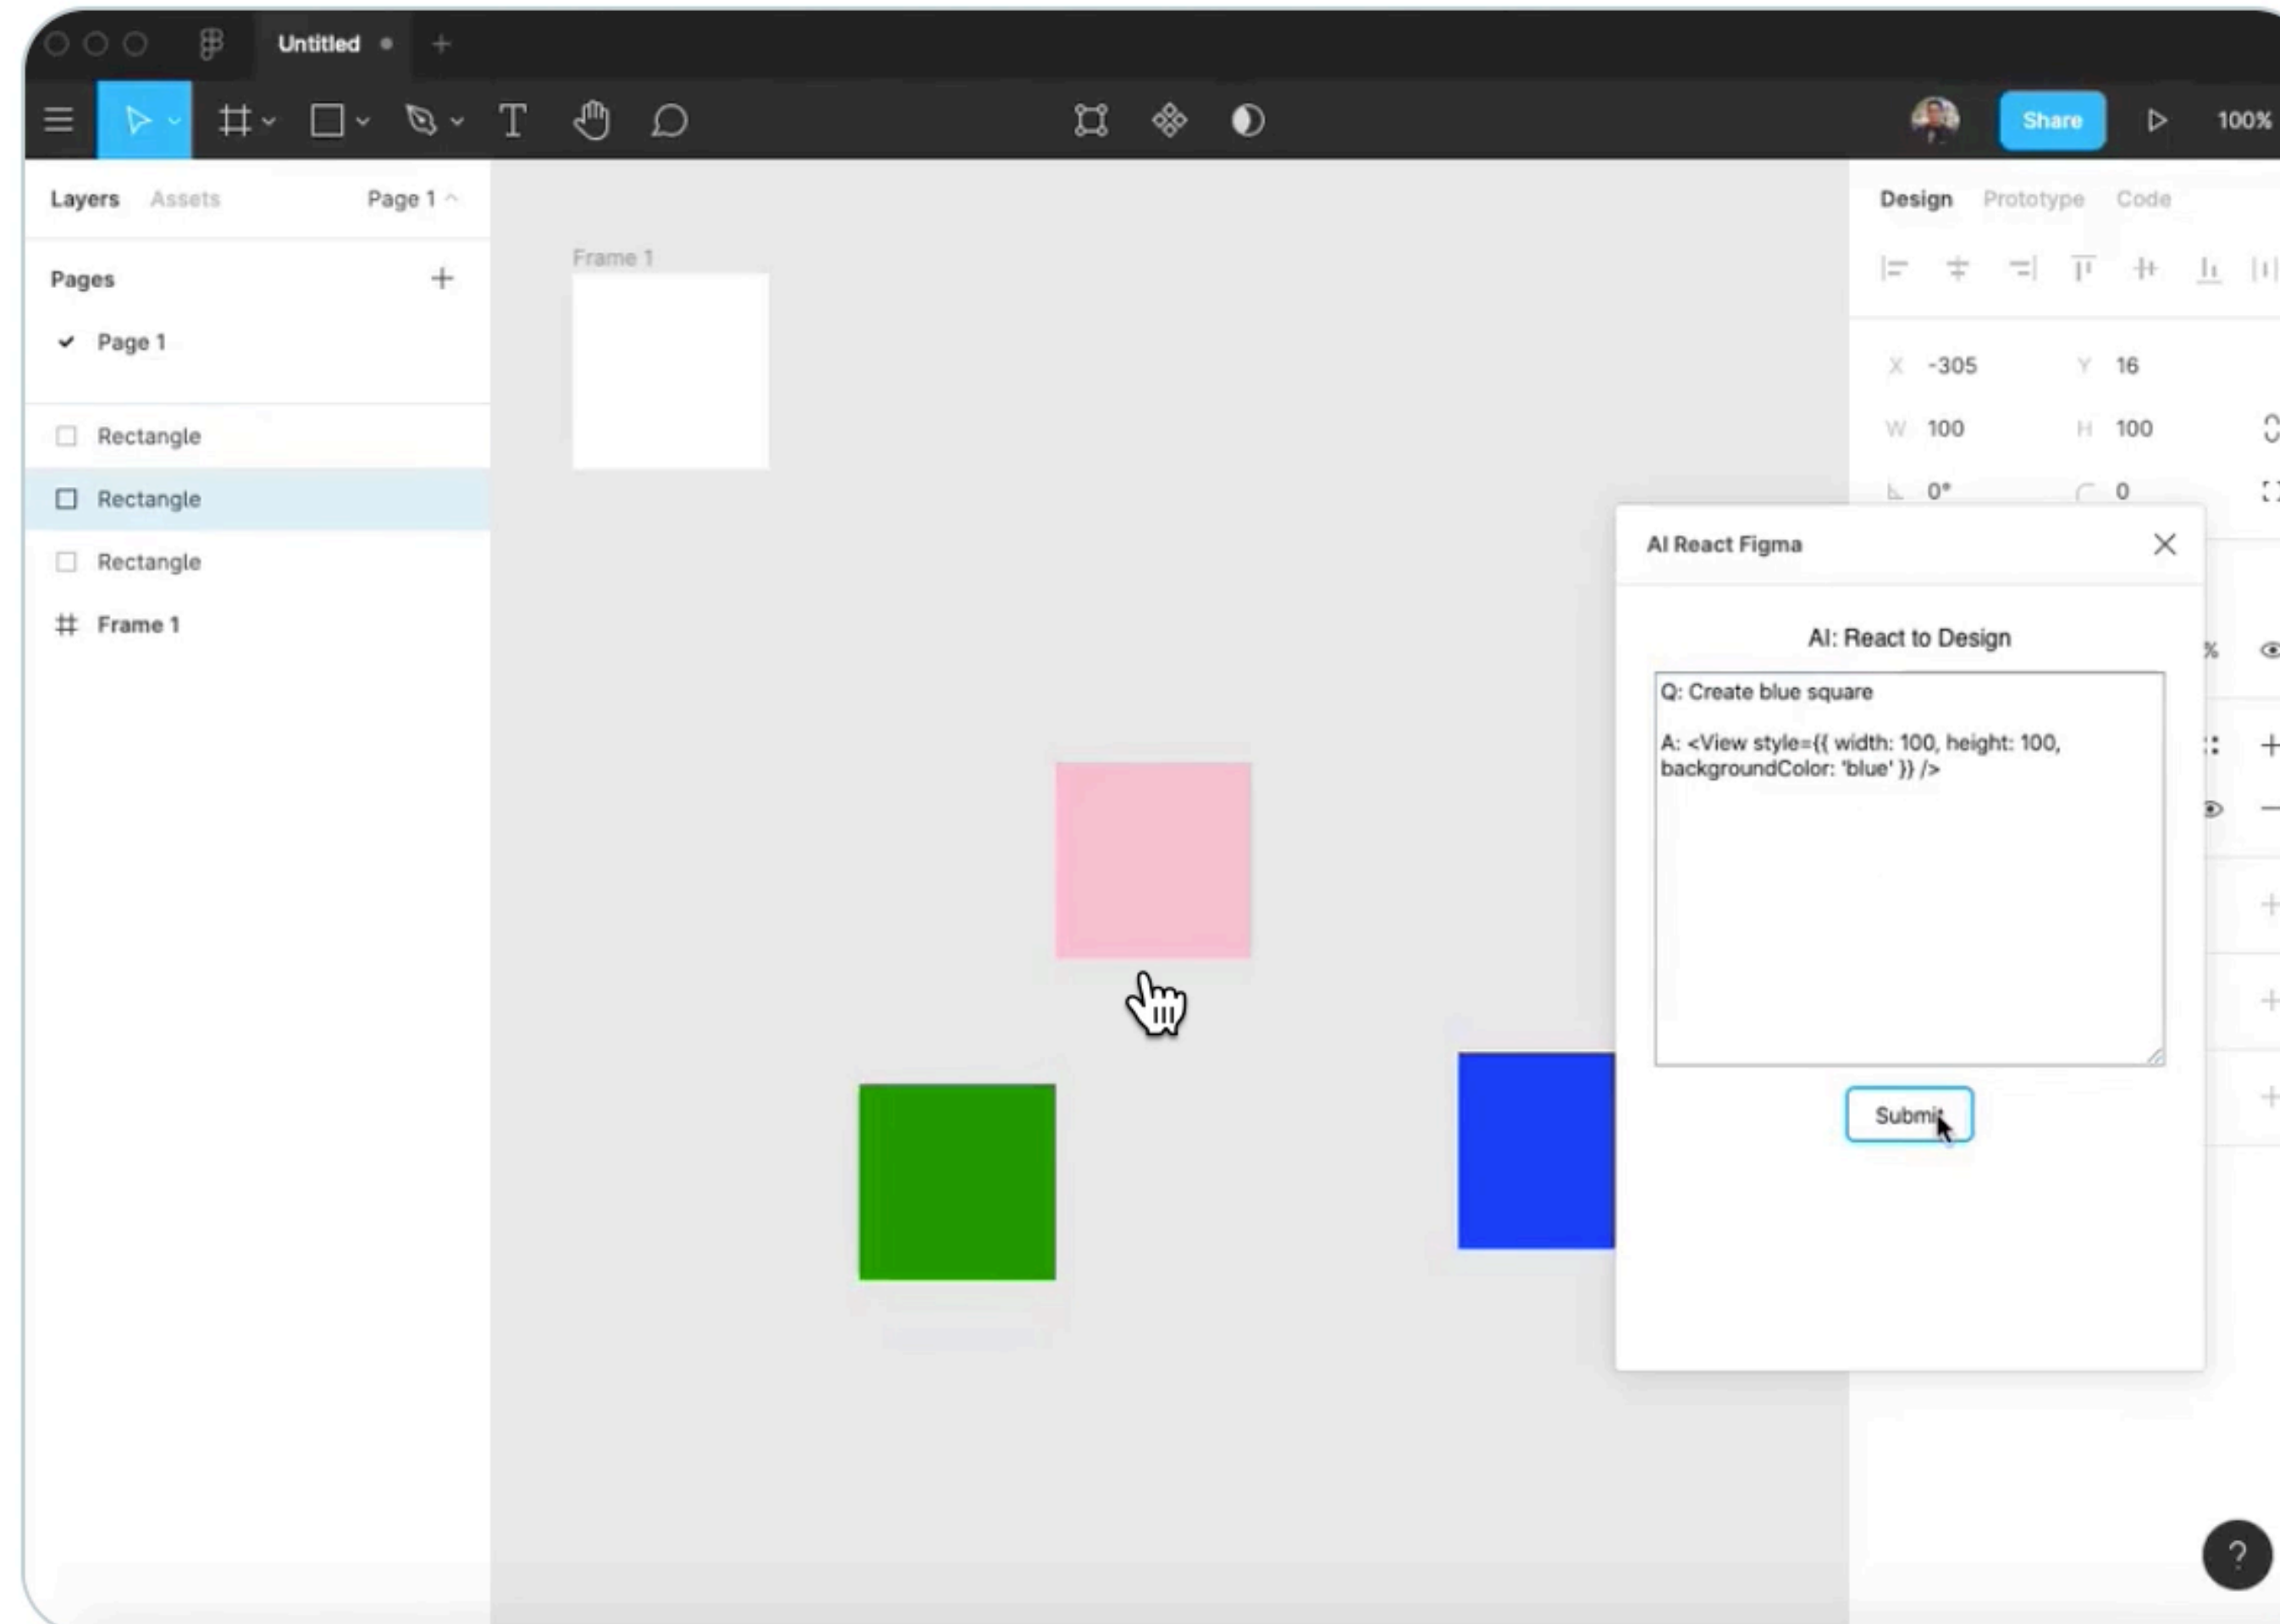 Untitled
Share
100%
Layers Assets Page 1
Design Prototype Code
Pages
Page 1
Rectangle
Rectangle
Rectangle
Frame 1
Frame 1
X -305 Y 16
W 100 H 100
0° 0
AI React Figma
AI: React to Design
Q: Create blue square
A: <View style={{ width: 100, height: 100,
backgroundColor: 'blue' }} />
%
Submit
?